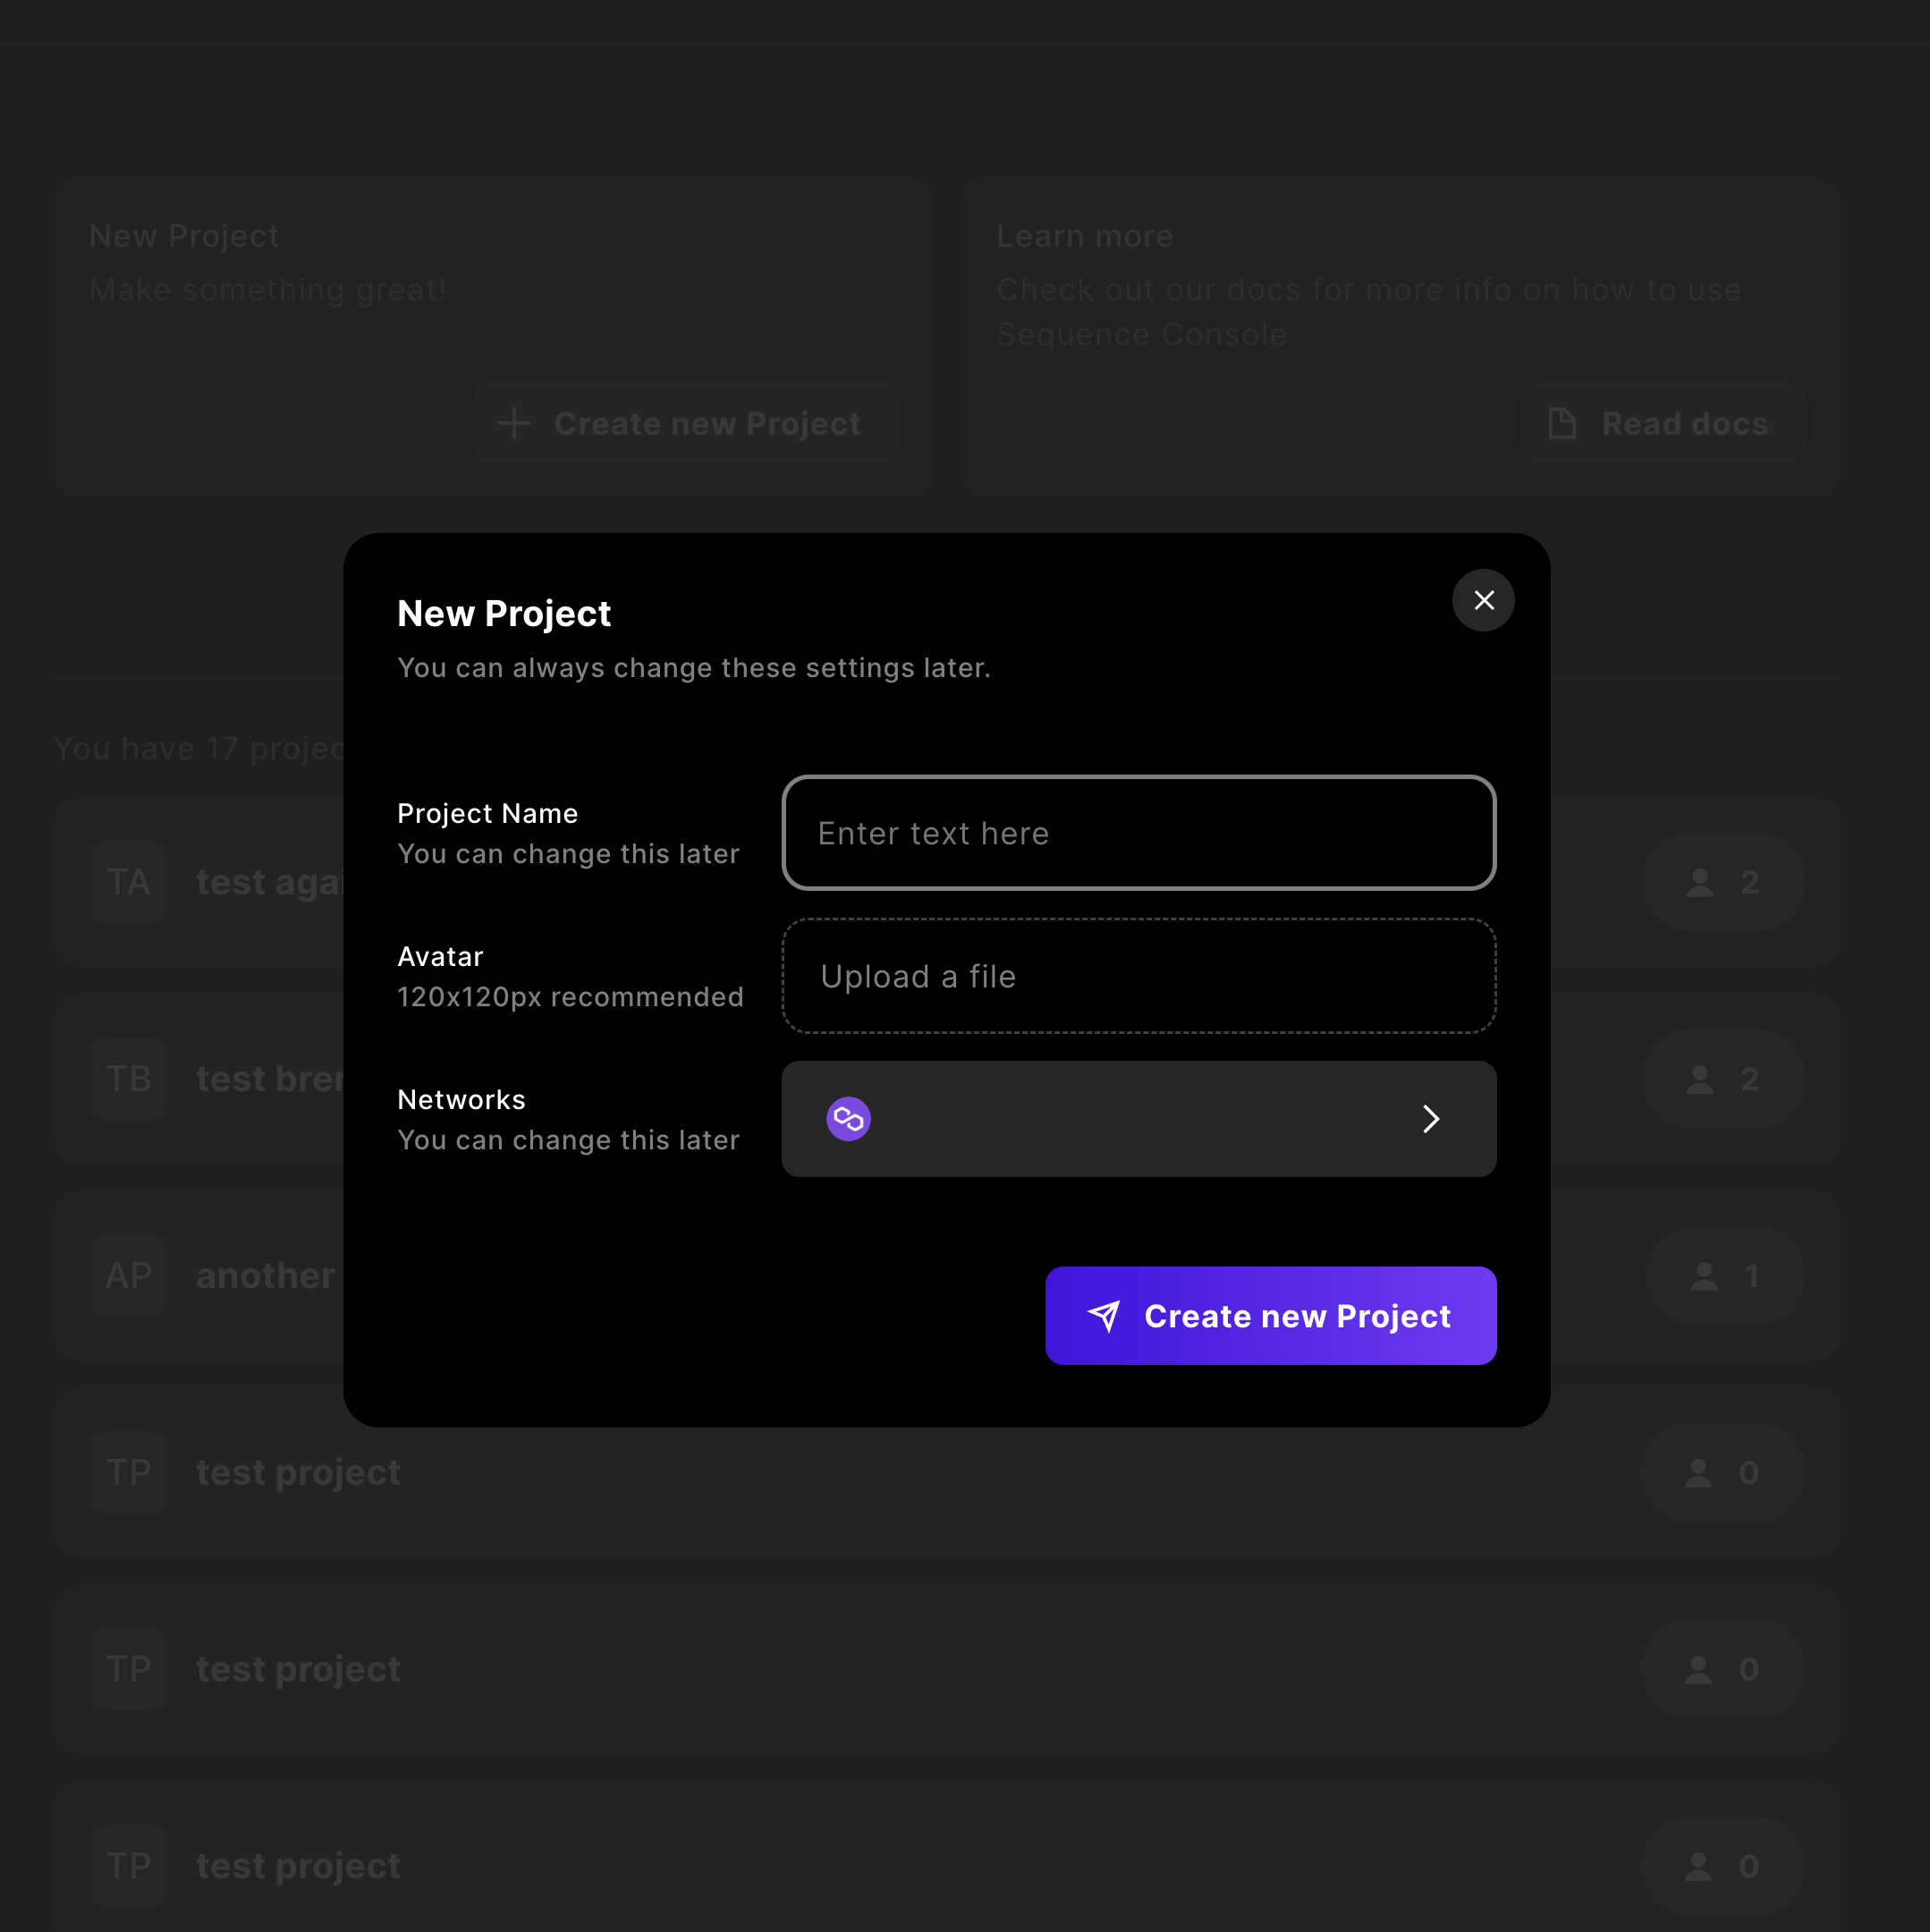 New Project
Make something great!
Create new Project
Learn more
Check out our docs for more info on how to use
Sequence Console
Read docs
New Project
You can always change these settings later.
You have 17
Project Name
You can change this later
Enter text here
Avatar
120x120px recommended
Upload a file
Networks
You can change this later
Create new Project
TA test 2
TB test 2
AP another 1
TP test project 0
TP test project 0
TP test project 0